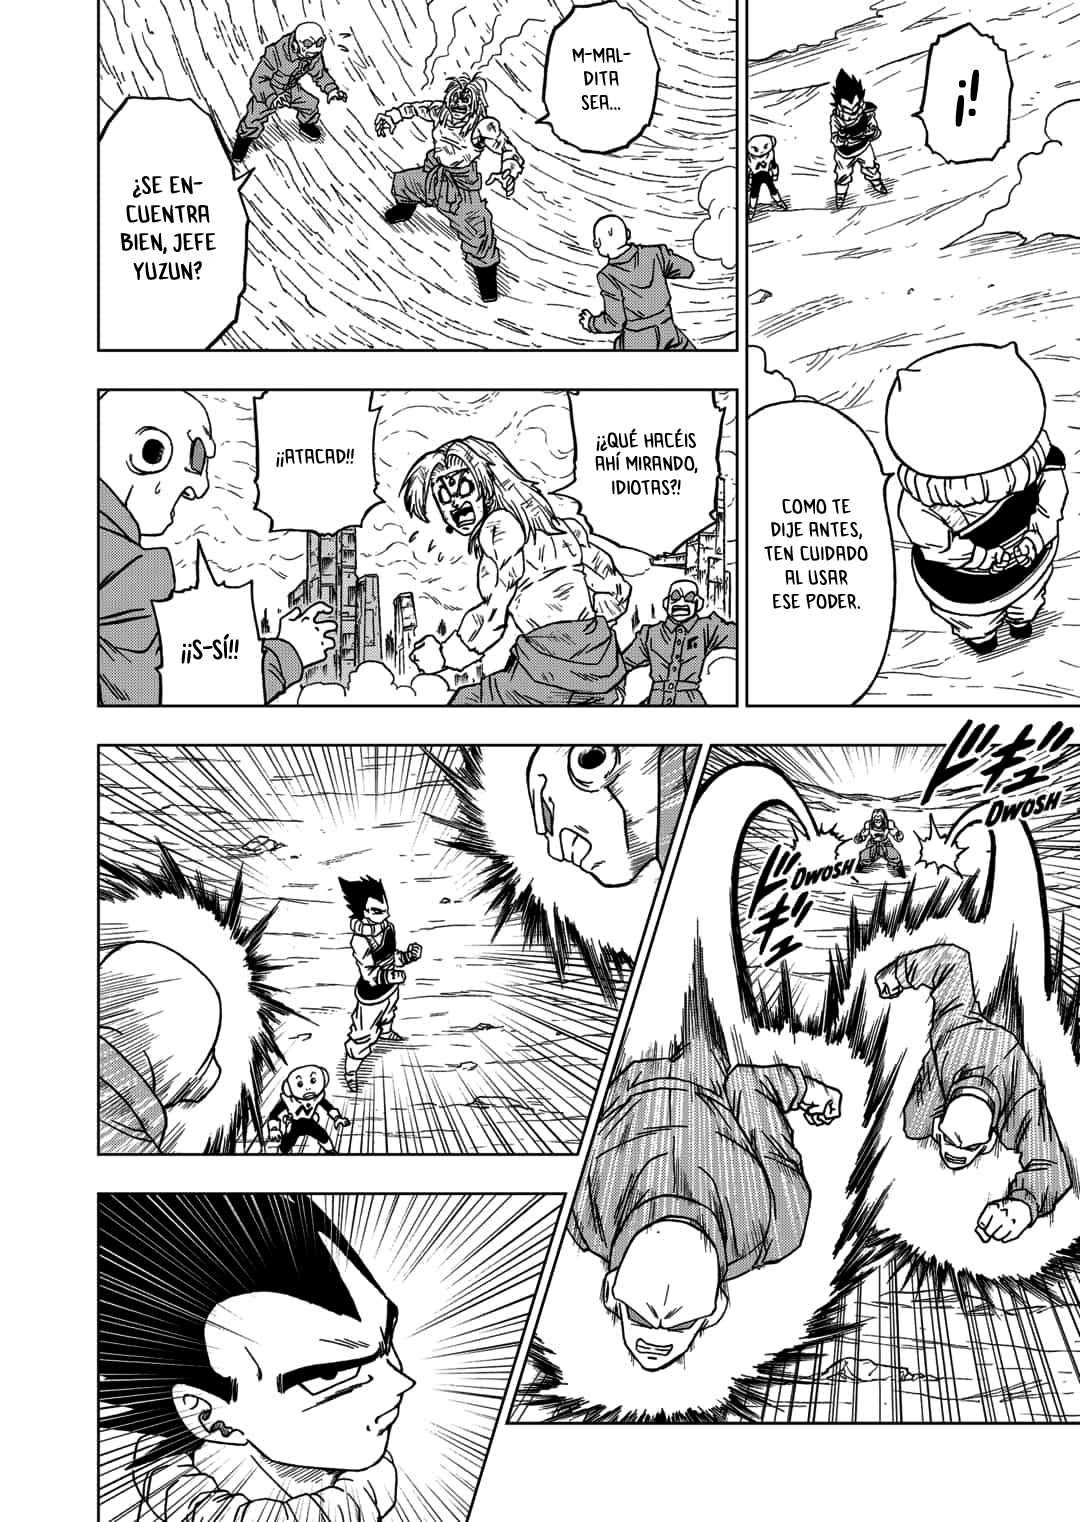 ¡!
COMO TE
DIJE ANTES,
TEN CUIDADO
AL USAR
ESE PODER.
M-MAL-
DITA
SEA...
¿SE EN-
CUENTRA
BIEN, JEFE
YUZUN?
¡¿QUÉ HACÉIS
AHÍ MIRANDO,
IDIOTAS?!
¡¡ATACAD!!
¡¡S-SÍ!!
ドギュ
DWOSH
ドギュ
DWOSH